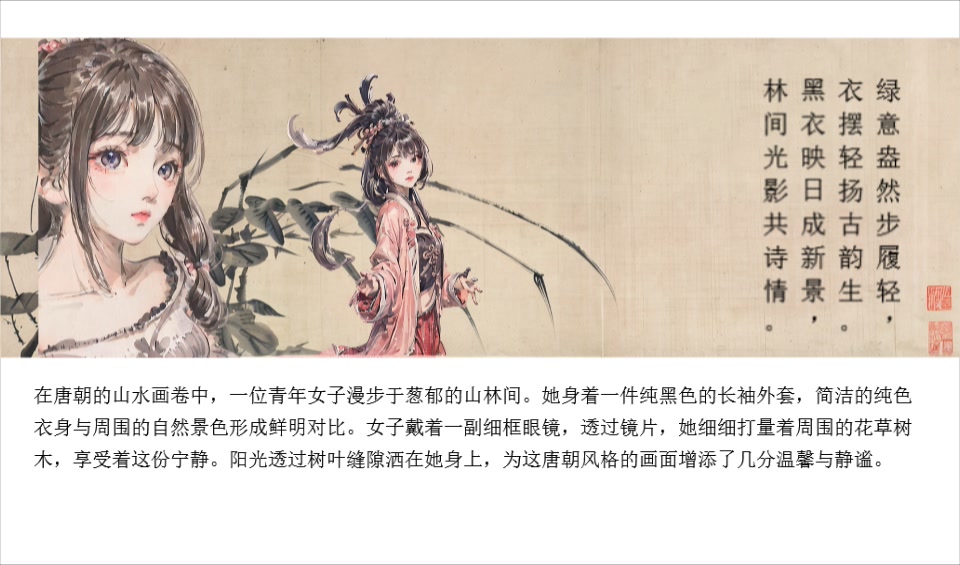 绿意盎然步履轻，
衣摆轻扬古韵生。
黑衣映日成新景，
林间光影共诗情。
在唐朝的山水画卷中，一位青年女子漫步于葱郁的山林间。她身着一件纯黑色的长袖外套，简洁的纯色
衣身与周围的自然景色形成鲜明对比。女子戴着一副细框眼镜，透过镜片，她细细打量着周围的花草树
木，享受着这份宁静。阳光透过树叶缝隙洒在她身上，为这唐朝风格的画面增添了几分温馨与静谧。